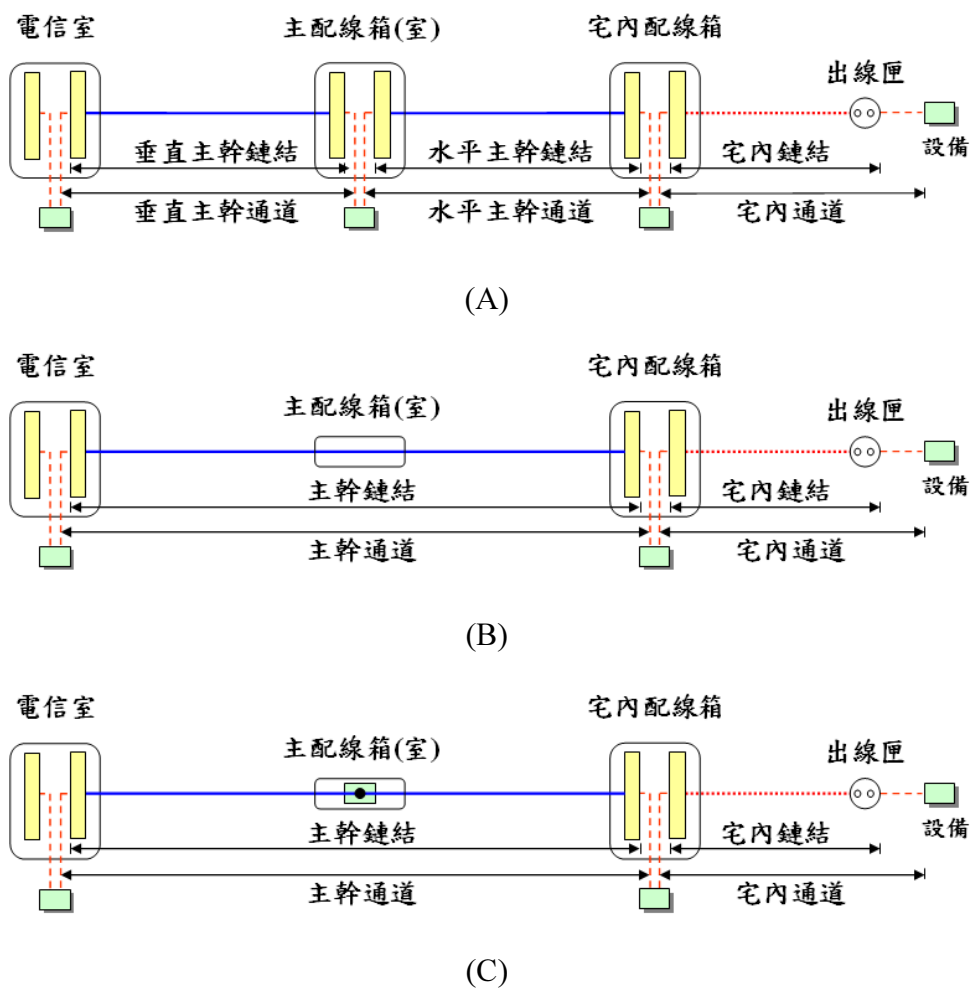 電信室 主配線箱(室) 宅內配線箱
出線匣
設備
垂直主幹鏈結 水平主幹鏈結 宅內鏈結
垂直主幹通道 水平主幹通道 宅內通道
(A)
電信室 宅內配線箱
主配線箱(室) 出線匣
設備
主幹鏈結 宅內鏈結
主幹通道 宅內通道
(B)
電信室 宅內配線箱
主配線箱(室) 出線匣
設備
主幹鏈結 宅內鏈結
主幹通道 宅內通道
(C)